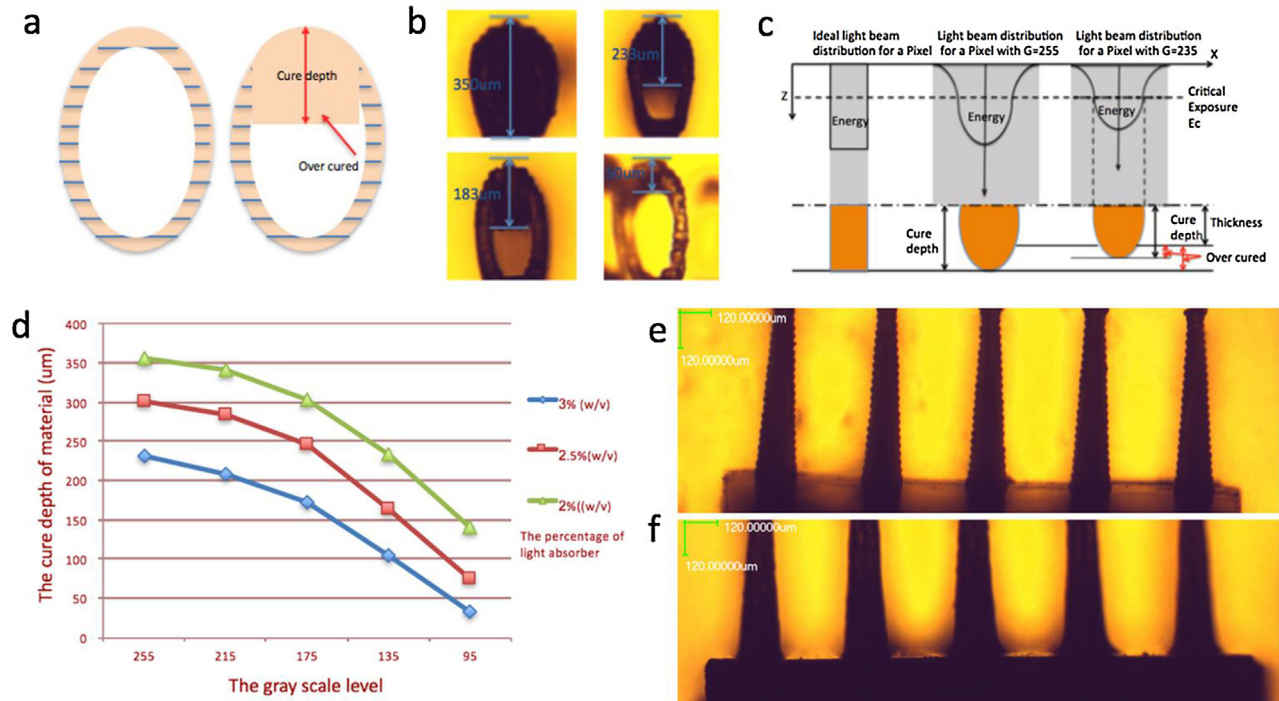 a
Cure depth
Over cured
b
350um
233um
183um
50um
c
Ideal light beam
distribution for a Pixel
Light beam distribution
for a Pixel with G=255
Light beam distribution
for a Pixel with G=235
X
Z
Energy
Energy
Energy
Critical
Exposure
Ec
Cure
depth
Cure
depth
Thickness
Over cured
d
The cure depth of material (um)
400
350
300
250
200
150
100
50
0
255
215
175
135
95
The gray scale level
3% (w/v)
2.5%(w/v)
2%((w/v)
The percentage of
light absorber
e
120.00000um
120.00000um
f
120.00000um
120.00000um